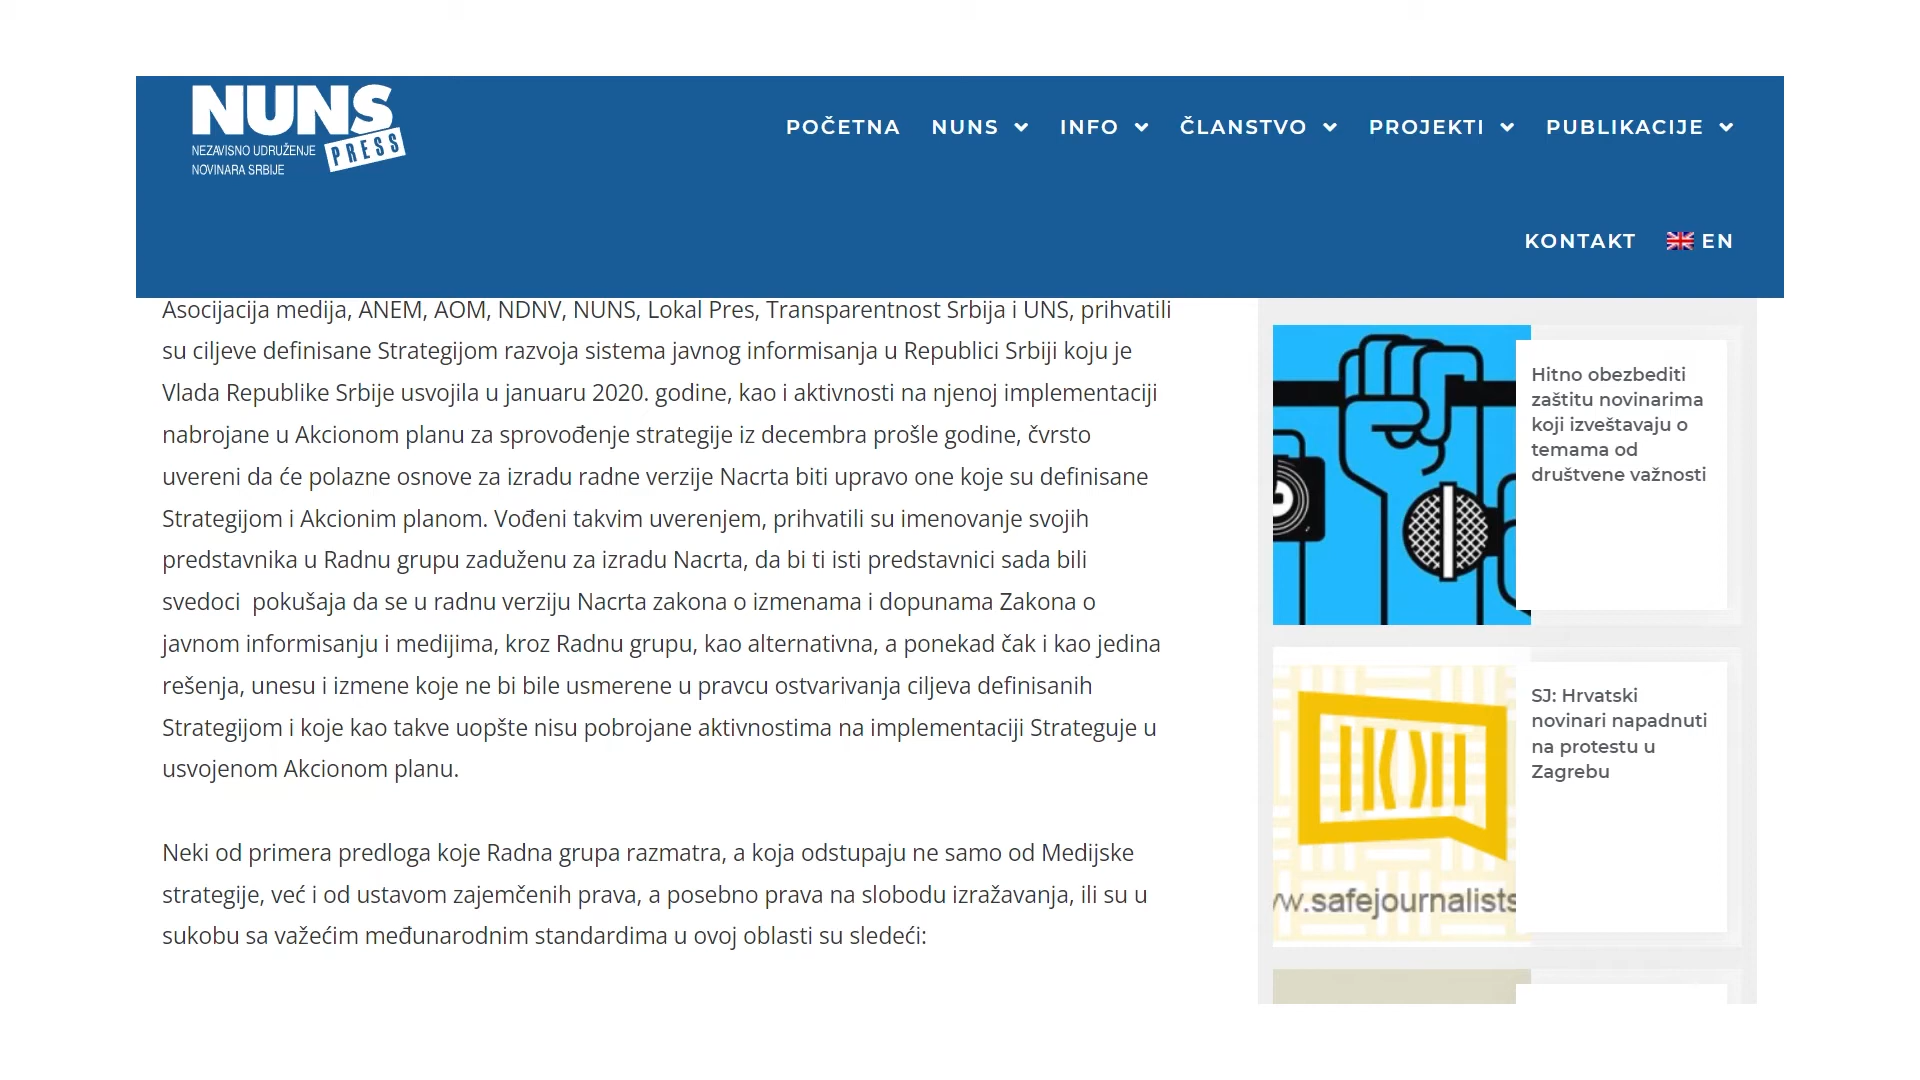 NUNS
PRESS
NEZAVISNO UDRUŽENJE
NOVINARA SRBIJE
POČETNA NUNS INFO ČLANSTVO PROJEKTI PUBLIKACIJE
KONTAKT EN
Asocijacija medija, ANEM, AOM, NDNV, NUNS, Lokal Pres, Transparentnost Srbija i UNS, prihvatili
su ciljeve definisane Strategijom razvoja sistema javnog informisanja u Republici Srbiji koju je
Vlada Republike Srbije usvojila u januaru 2020. godine, kao i aktivnosti na njenoj implementaciji
nabrojane u Akcionom planu za sprovođenje strategije iz decembra prošle godine, čvrsto
uvereni da će polazne osnove za izradu radne verzije Nacrta biti upravo one koje su definisane
Strategijom i Akcionim planom. Vođeni takvim uverenjem, prihvatili su imenovanje svojih
predstavnika u Radnu grupu zaduženu za izradu Nacrta, da bi ti isti predstavnici sada bili
svedoci pokušaja da se u radnu verziju Nacrta zakona o izmenama i dopunama Zakona o
javnom informisanju i medijima, kroz Radnu grupu, kao alternativna, a ponekad čak i kao jedina
rešenja, unesu i izmene koje ne bi bile usmerene u pravcu ostvarivanja ciljeva definisanih
Strategijom i koje kao takve uopšte nisu pobrojane aktivnostima na implementaciji Strateguje u
usvojenom Akcionom planu.
Neki od primera predloga koje Radna grupa razmatra, a koja odstupaju ne samo od Medijske
strategije, već i od ustavom zajemčenih prava, a posebno prava na slobodu izražavanja, ili su u
sukobu sa važećim međunarodnim standardima u ovoj oblasti su sledeći:
Hitno obezbediti
zaštitu novinarima
koji izveštavaju o
temama od
društvene važnosti
SJ: Hrvatski
novinari napadnuti
na protestu u
Zagrebu
w.safejournalists